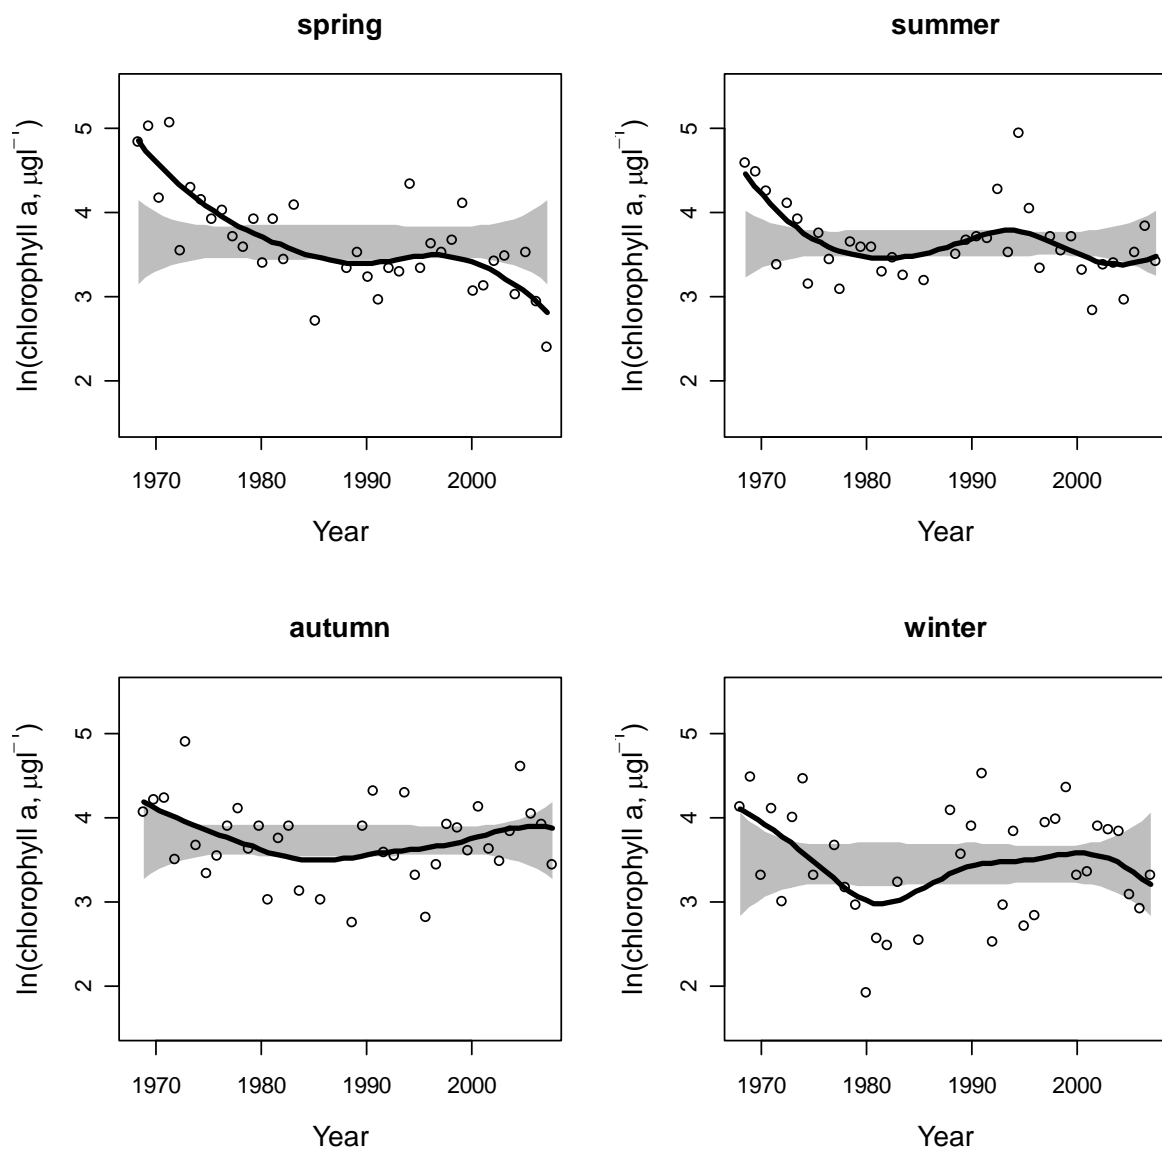 spring
ln(chlorophyll a, μgl⁻¹)
5
4
3
2
1970 1980 1990 2000
Year
summer
ln(chlorophyll a, μgl⁻¹)
5
4
3
2
1970 1980 1990 2000
Year
autumn
ln(chlorophyll a, μgl⁻¹)
5
4
3
2
1970 1980 1990 2000
Year
winter
ln(chlorophyll a, μgl⁻¹)
5
4
3
2
1970 1980 1990 2000
Year